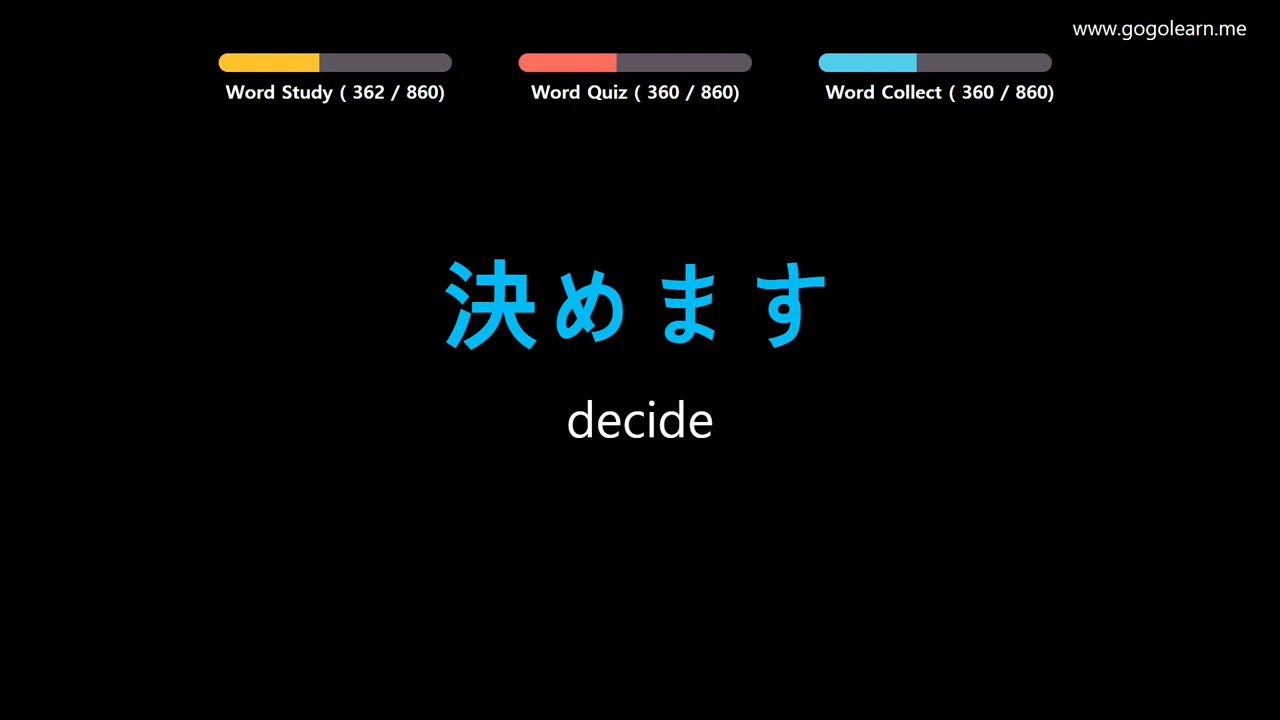 www.gogolearn.me
Word Study ( 362 / 860)
Word Quiz ( 360 / 860)
Word Collect ( 360 / 860)
決めます
decide